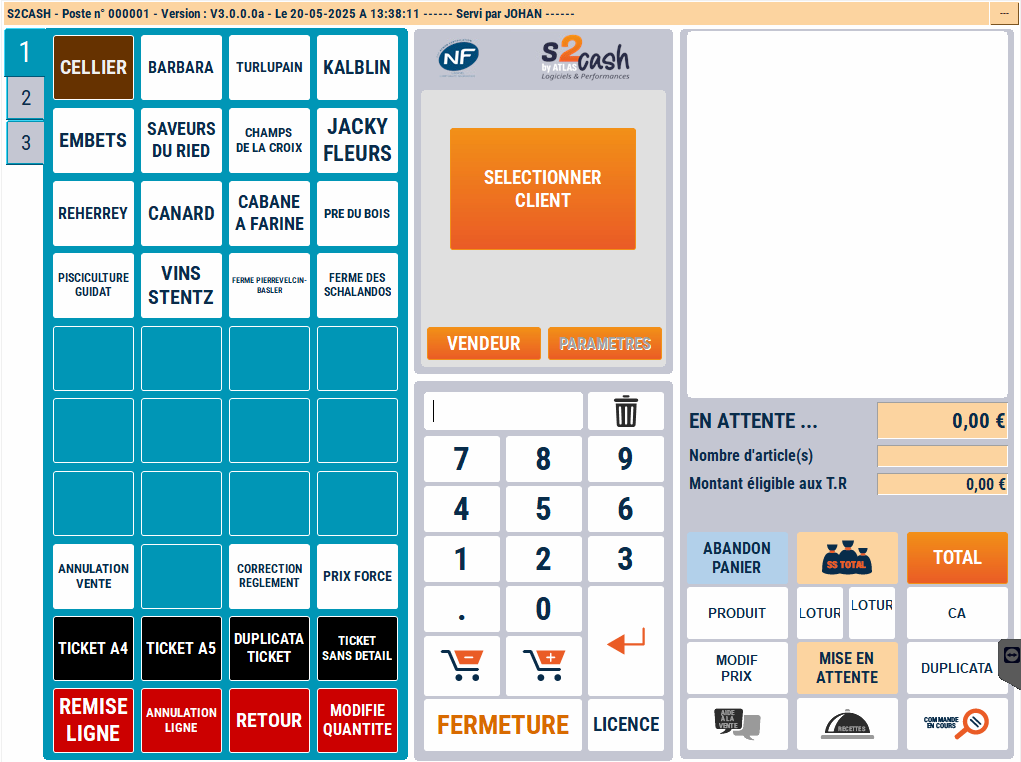 S2CASH - Poste n° 000001 - Version : V3.0.0.0a - Le 20-05-2025 A 13:38:11 ------ Servi par JOHAN ------
---
1
2
3
CELLIER
BARBARA
TURLUPAIN
KALBLIN
EMBETS
SAVEURS
DU RIED
CHAMPS
DE LA CROIX
JACKY
FLEURS
REHERREY
CANARD
CABANE
A FARINE
PRE DU BOIS
PISCICULTURE
GUIDAT
VINS
STENTZ
FERME PIERREVELCIN-
BASLER
FERME DES
SCHALANDOS
ANNULATION
VENTE
CORRECTION
REGLEMENT
PRIX FORCE
TICKET A4
TICKET A5
DUPLICATA
TICKET
TICKET
SANS DETAIL
REMISE
LIGNE
ANNULATION
LIGNE
RETOUR
MODIFIE
QUANTITE
NF
S2cash
by ATLAS
Logiciels & Performances
SELECTIONNER
CLIENT
VENDEUR
PARAMETRES
7
8
9
4
5
6
1
2
3
.
0
FERMETURE
LICENCE
EN ATTENTE ...
0,00 €
Nombre d'article(s)
Montant éligible aux T.R
0,00 €
ABANDON
PANIER
SS TOTAL
TOTAL
PRODUIT
LOTUR
LOTUR
CA
MODIF
PRIX
MISE EN
ATTENTE
DUPLICATA
AIDE
À LA
VENTE
RECETTES
COMMANDE
EN COURS